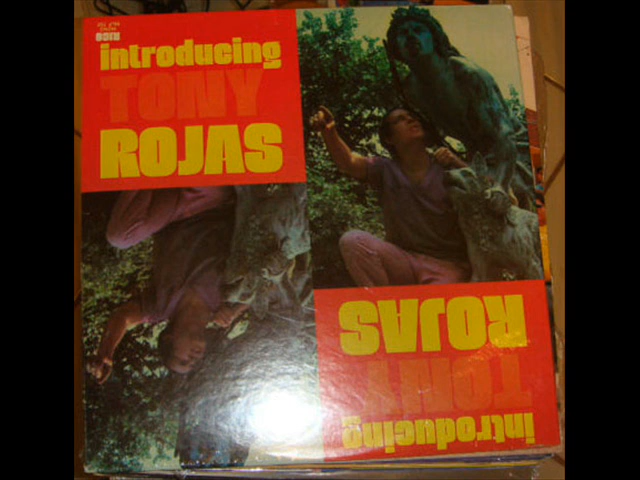 introducing
TONY
ROJAS
introducing
TONY
ROJAS